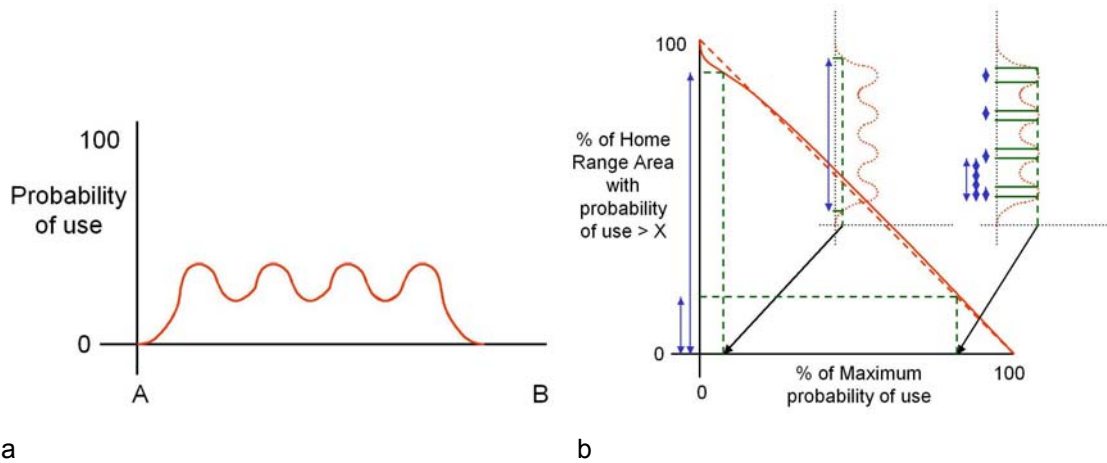 100
Probability
of use
0
A
B
a
100
% of Home
Range Area
with
probability
of use > X
0
0
% of Maximum
probability of use
100
b